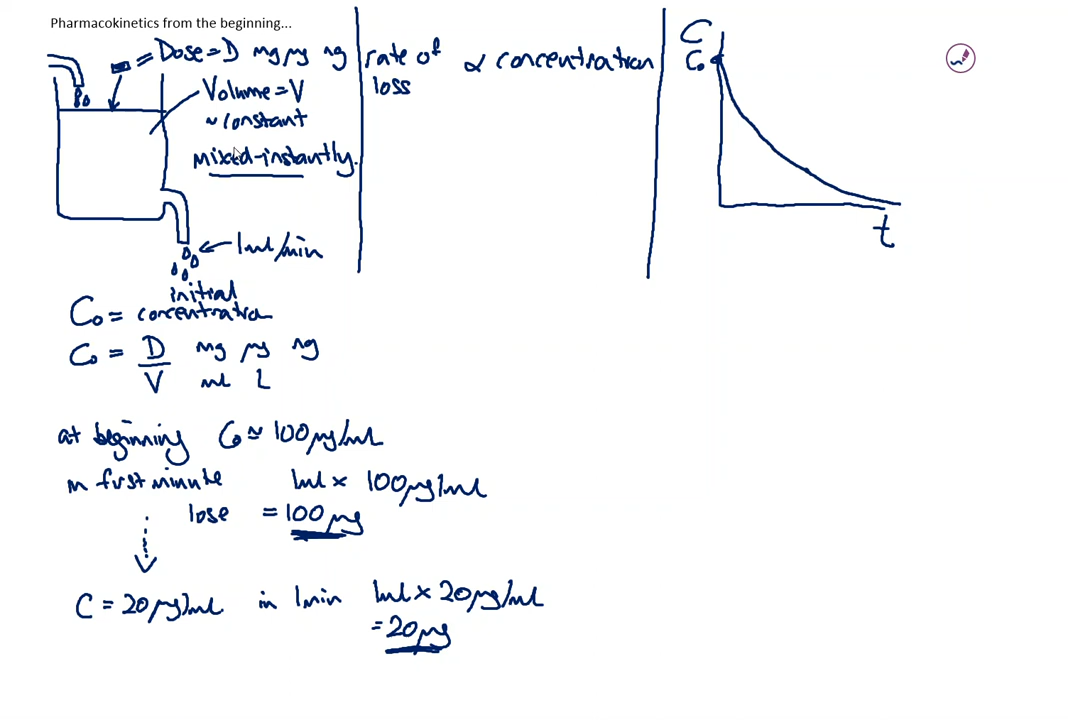 Pharmacokinetics from the beginning...
= Dose = D mg µg ng
Volume = V
~ constant
mixed-instantly.
1ml/min
C₀ = initial concentration
C₀ = D/V mg µg ng ml L
at beginning C₀ ≈ 100µg/ml
in first minute 1ml × 100µg/ml
lose = 100µg
C = 20µg/ml in 1min 1ml × 20µg/ml
= 20µg
rate of loss ∝ concentration
C
C₀
t